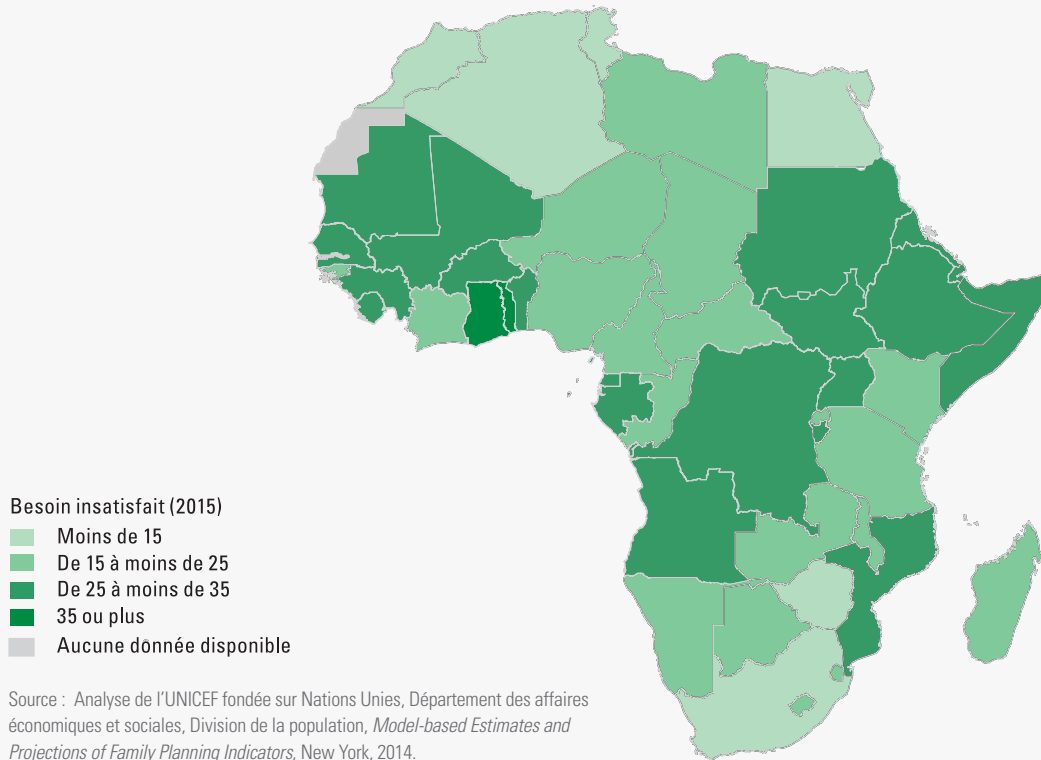 Besoin insatisfait (2015)
Moins de 15
De 15 à moins de 25
De 25 à moins de 35
35 ou plus
Aucune donnée disponible
Source : Analyse de l'UNICEF fondée sur Nations Unies, Département des affaires
économiques et sociales, Division de la population, Model-based Estimates and
Projections of Family Planning Indicators, New York, 2014.